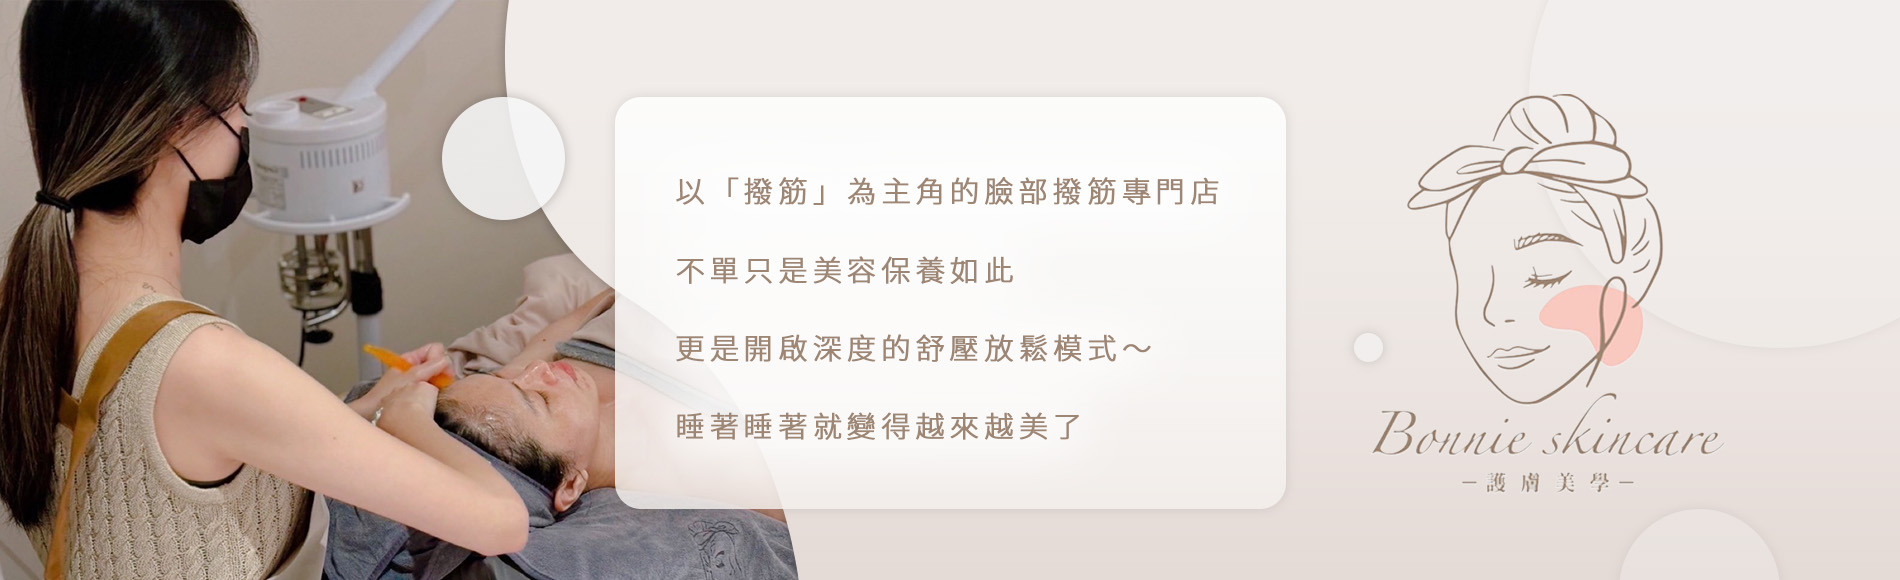 以「撥筋」為主角的臉部撥筋專門店
不單只是美容保養如此
更是開啟深度的舒壓放鬆模式～
睡著睡著就變得越來越美了
Bonnie skincare
－護膚美學－